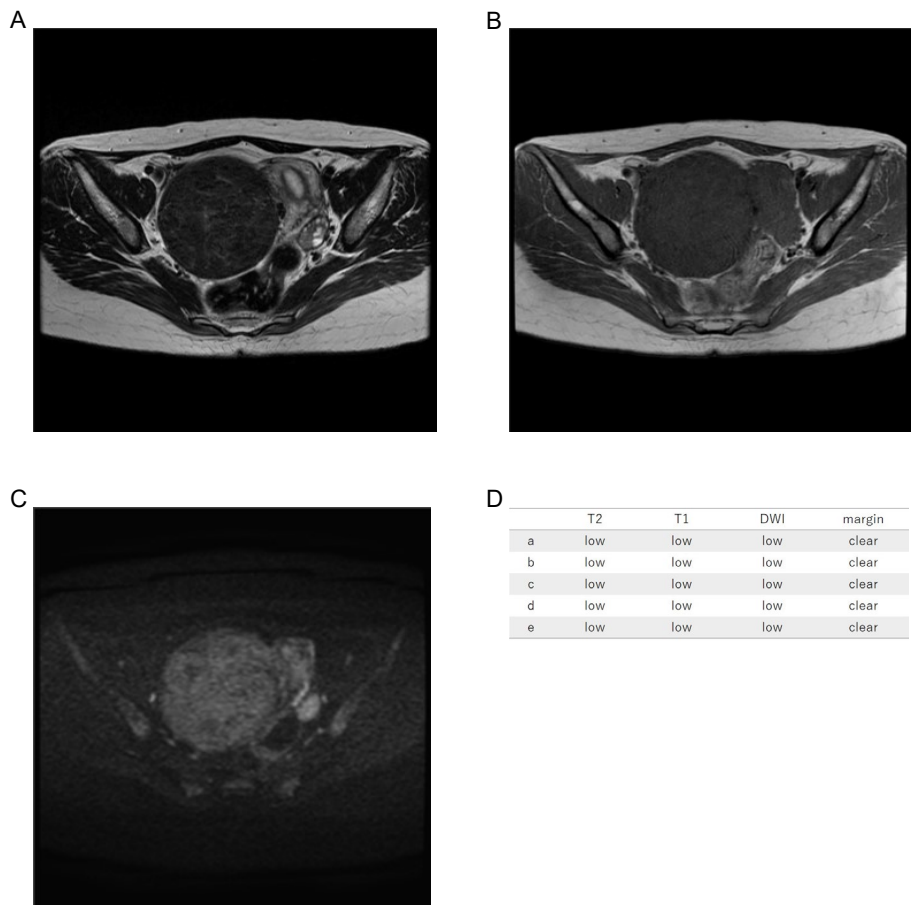 A
B
C
D
T2 T1 DWI margin
a low low low clear
b low low low clear
c low low low clear
d low low low clear
e low low low clear